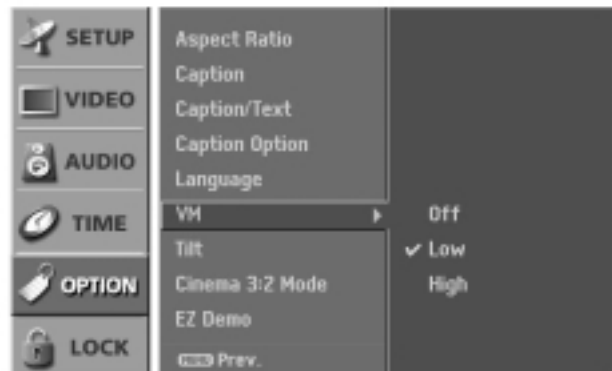 SETUP
VIDEO
AUDIO
TIME
OPTION
LOCK
Aspect Ratio
Caption
Caption/Text
Caption Option
Language
VM
Tilt
Cinema 3:2 Mode
EZ Demo
MENU Prev.
Off
Low
High